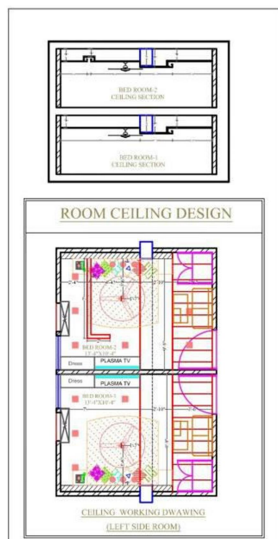 BED ROOM-2
CEILING SECTION
BED ROOM-1
CEILING SECTION
ROOM CEILING DESIGN
BED ROOM-2
Dress
PLASMA TV
Dress
PLASMA TV
BED ROOM-1
CEILING WORKING DWAWING
(LEFT SIDE ROOM)